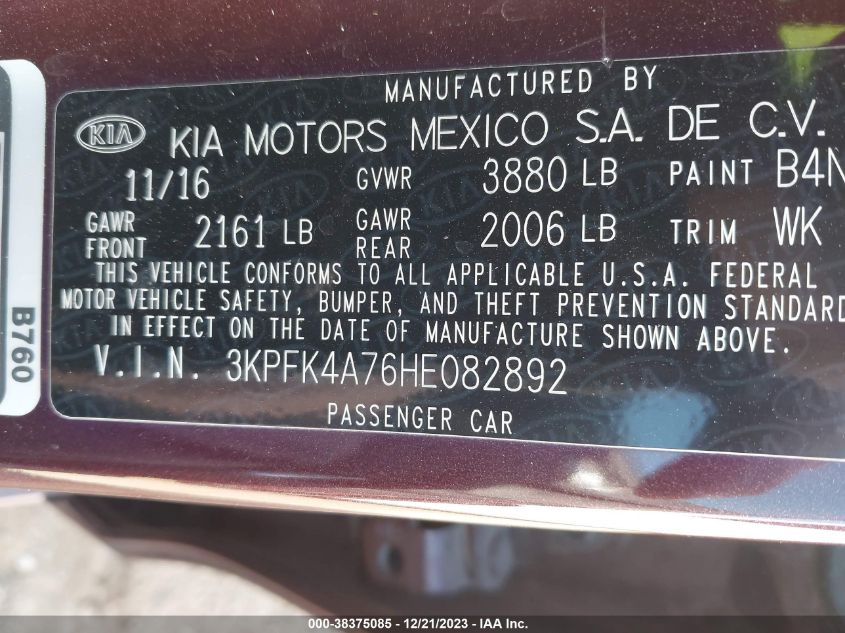 MANUFACTURED BY
KIA KIA MOTORS MEXICO S.A. DE C.V.
11/16 GVWR 3880 LB PAINT B4N
GAWR FRONT 2161 LB GAWR REAR 2006 LB TRIM WK
THIS VEHICLE CONFORMS TO ALL APPLICABLE U.S.A. FEDERAL
MOTOR VEHICLE SAFETY, BUMPER, AND THEFT PREVENTION STANDARD
IN EFFECT ON THE DATE OF MANUFACTURE SHOWN ABOVE.
V.I.N. 3KPFK4A76HE082892
PASSENGER CAR
B760
000-38375085 - 12/21/2023 - IAA Inc.